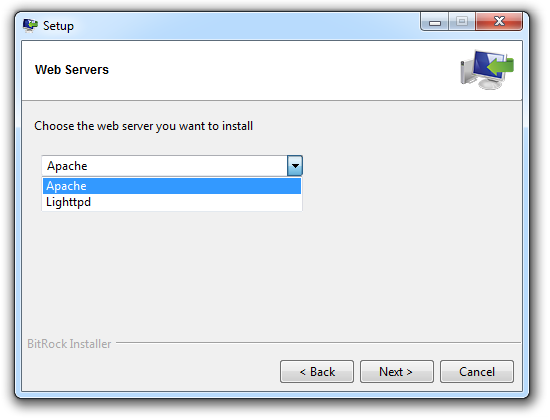 Setup
Web Servers
Choose the web server you want to install
Apache
Apache
Lighttpd
BitRock Installer
< Back
Next >
Cancel